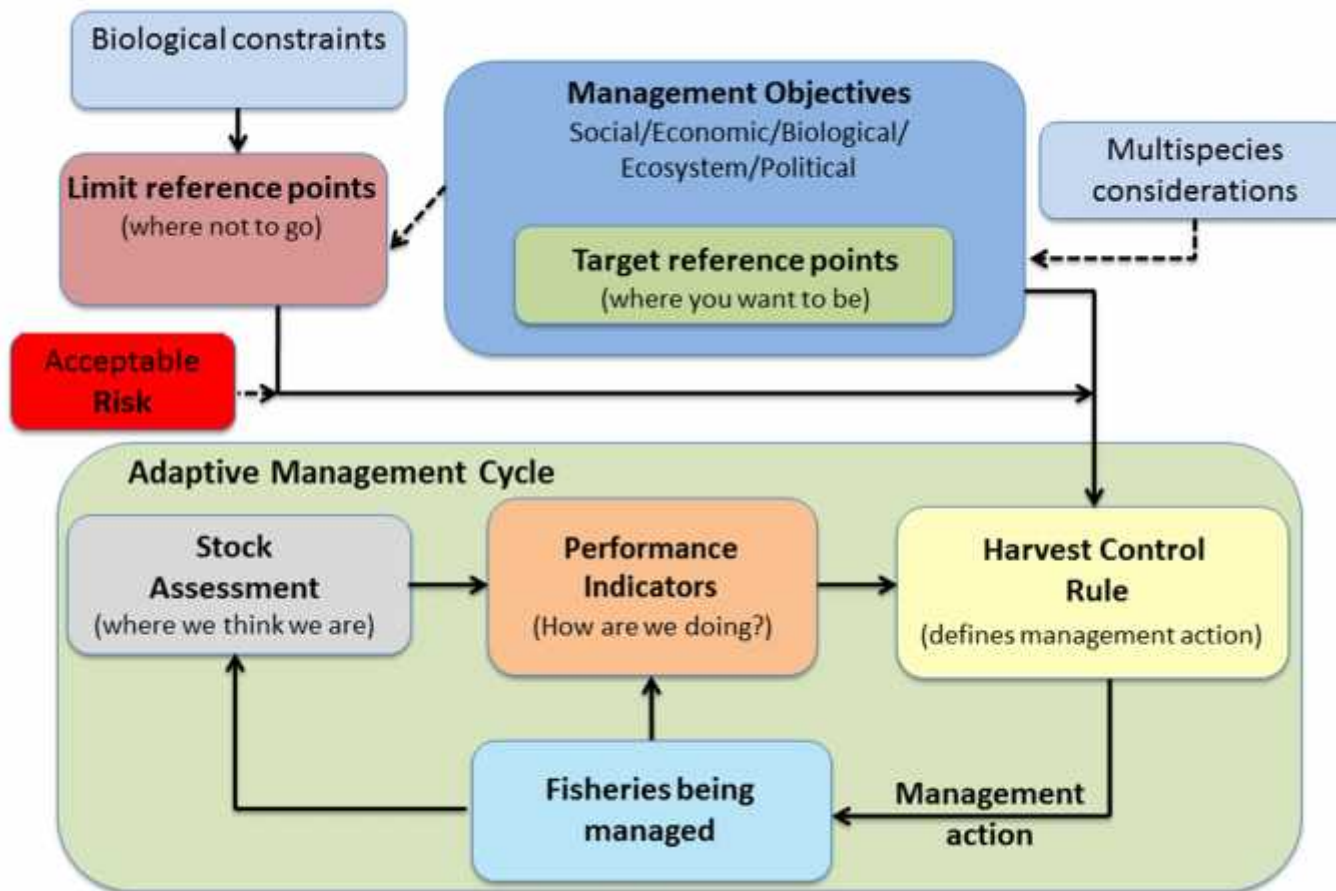 Biological constraints
Management Objectives
Social/Economic/Biological/
Ecosystem/Political
Multispecies
considerations
Limit reference points
(where not to go)
Target reference points
(where you want to be)
Acceptable
Risk
Adaptive Management Cycle
Stock
Assessment
(where we think we are)
Performance
Indicators
(How are we doing?)
Harvest Control
Rule
(defines management action)
Fisheries being
managed
Management
action